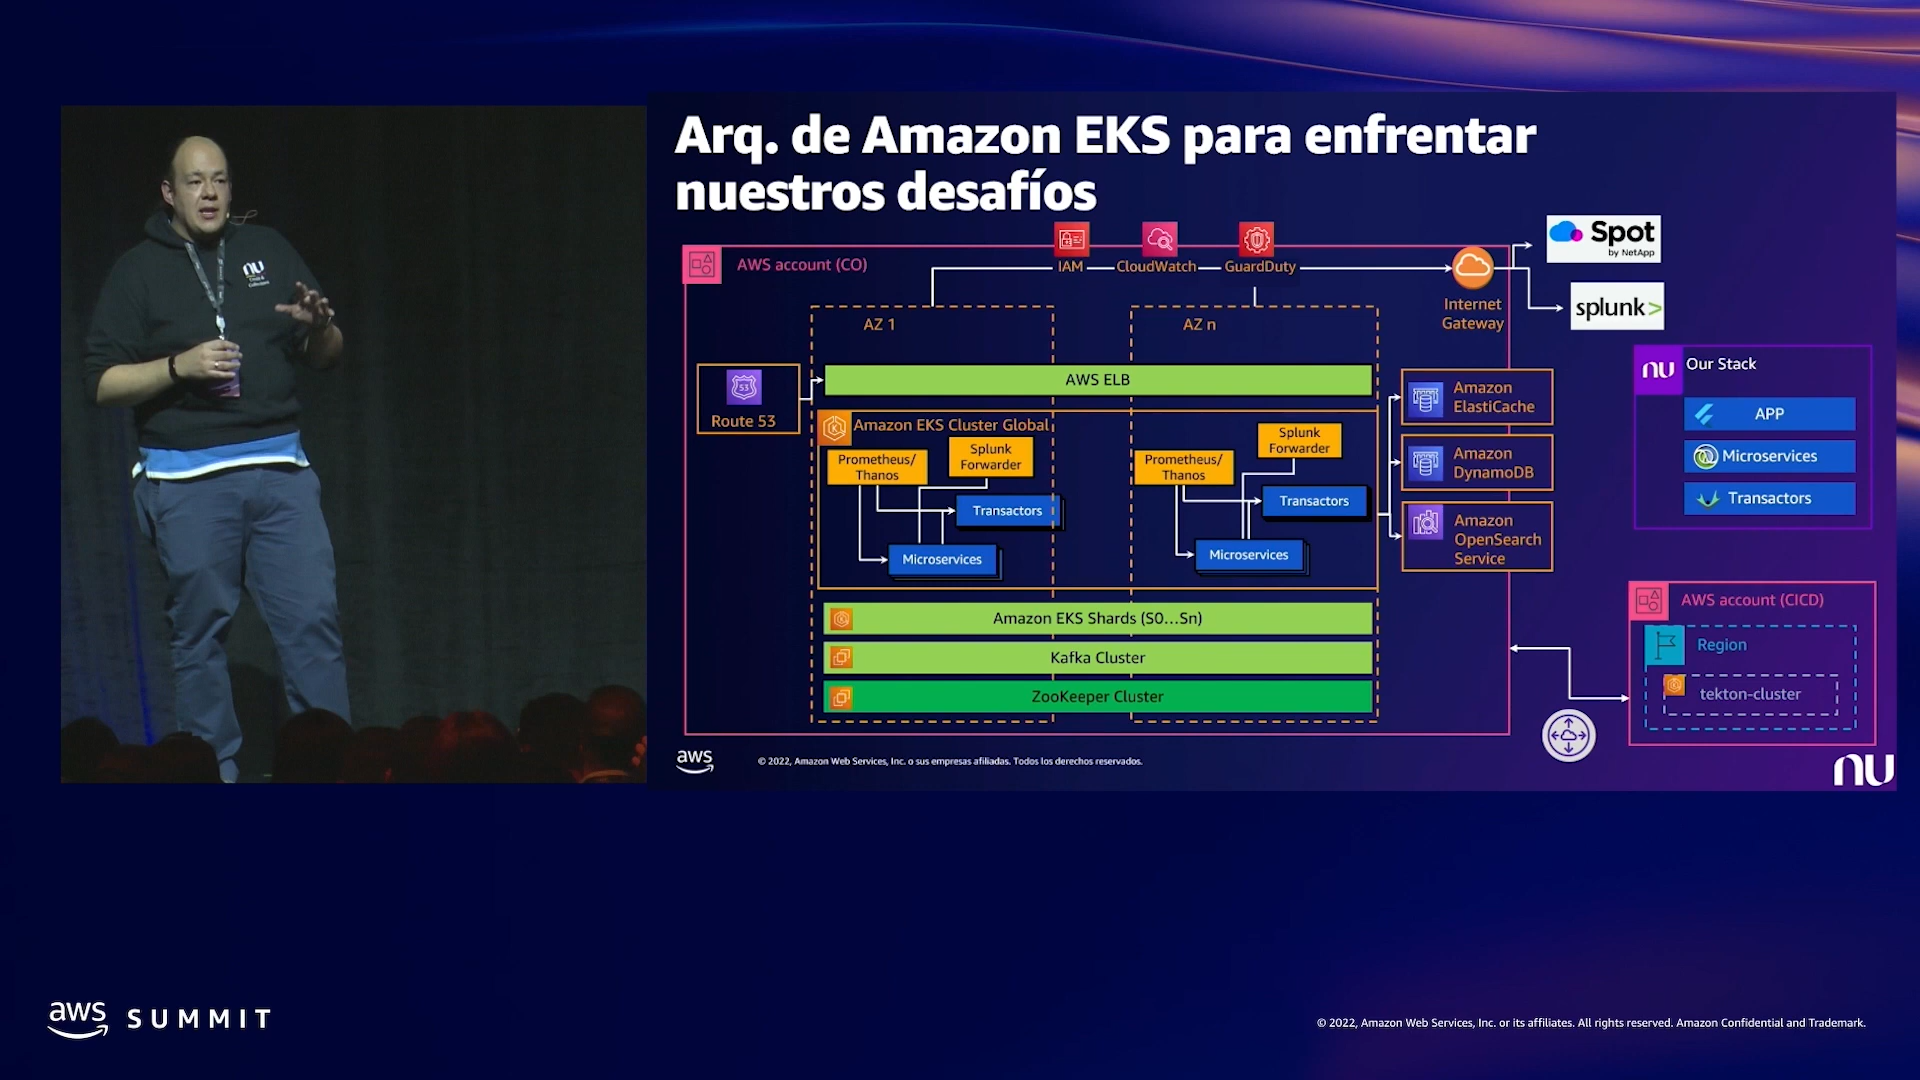 Arq. de Amazon EKS para enfrentar
nuestros desafíos
AWS account (CO)
IAM
CloudWatch
GuardDuty
Internet
Gateway
Spot
by NetApp
splunk>
AZ 1
AZ n
Route 53
AWS ELB
Amazon EKS Cluster Global
Prometheus/
Thanos
Splunk
Forwarder
Transactors
Microservices
Prometheus/
Thanos
Splunk
Forwarder
Transactors
Microservices
Amazon
ElastiCache
Amazon
DynamoDB
Amazon
OpenSearch
Service
Amazon EKS Shards (S0...Sn)
Kafka Cluster
ZooKeeper Cluster
nu
Our Stack
APP
Microservices
Transactors
AWS account (CICD)
Region
tekton-cluster
aws
© 2022, Amazon Web Services, Inc. o sus empresas afiliadas. Todos los derechos reservados.
nu
nu
aws SUMMIT
© 2022, Amazon Web Services, Inc. or its affiliates. All rights reserved. Amazon Confidential and Trademark.